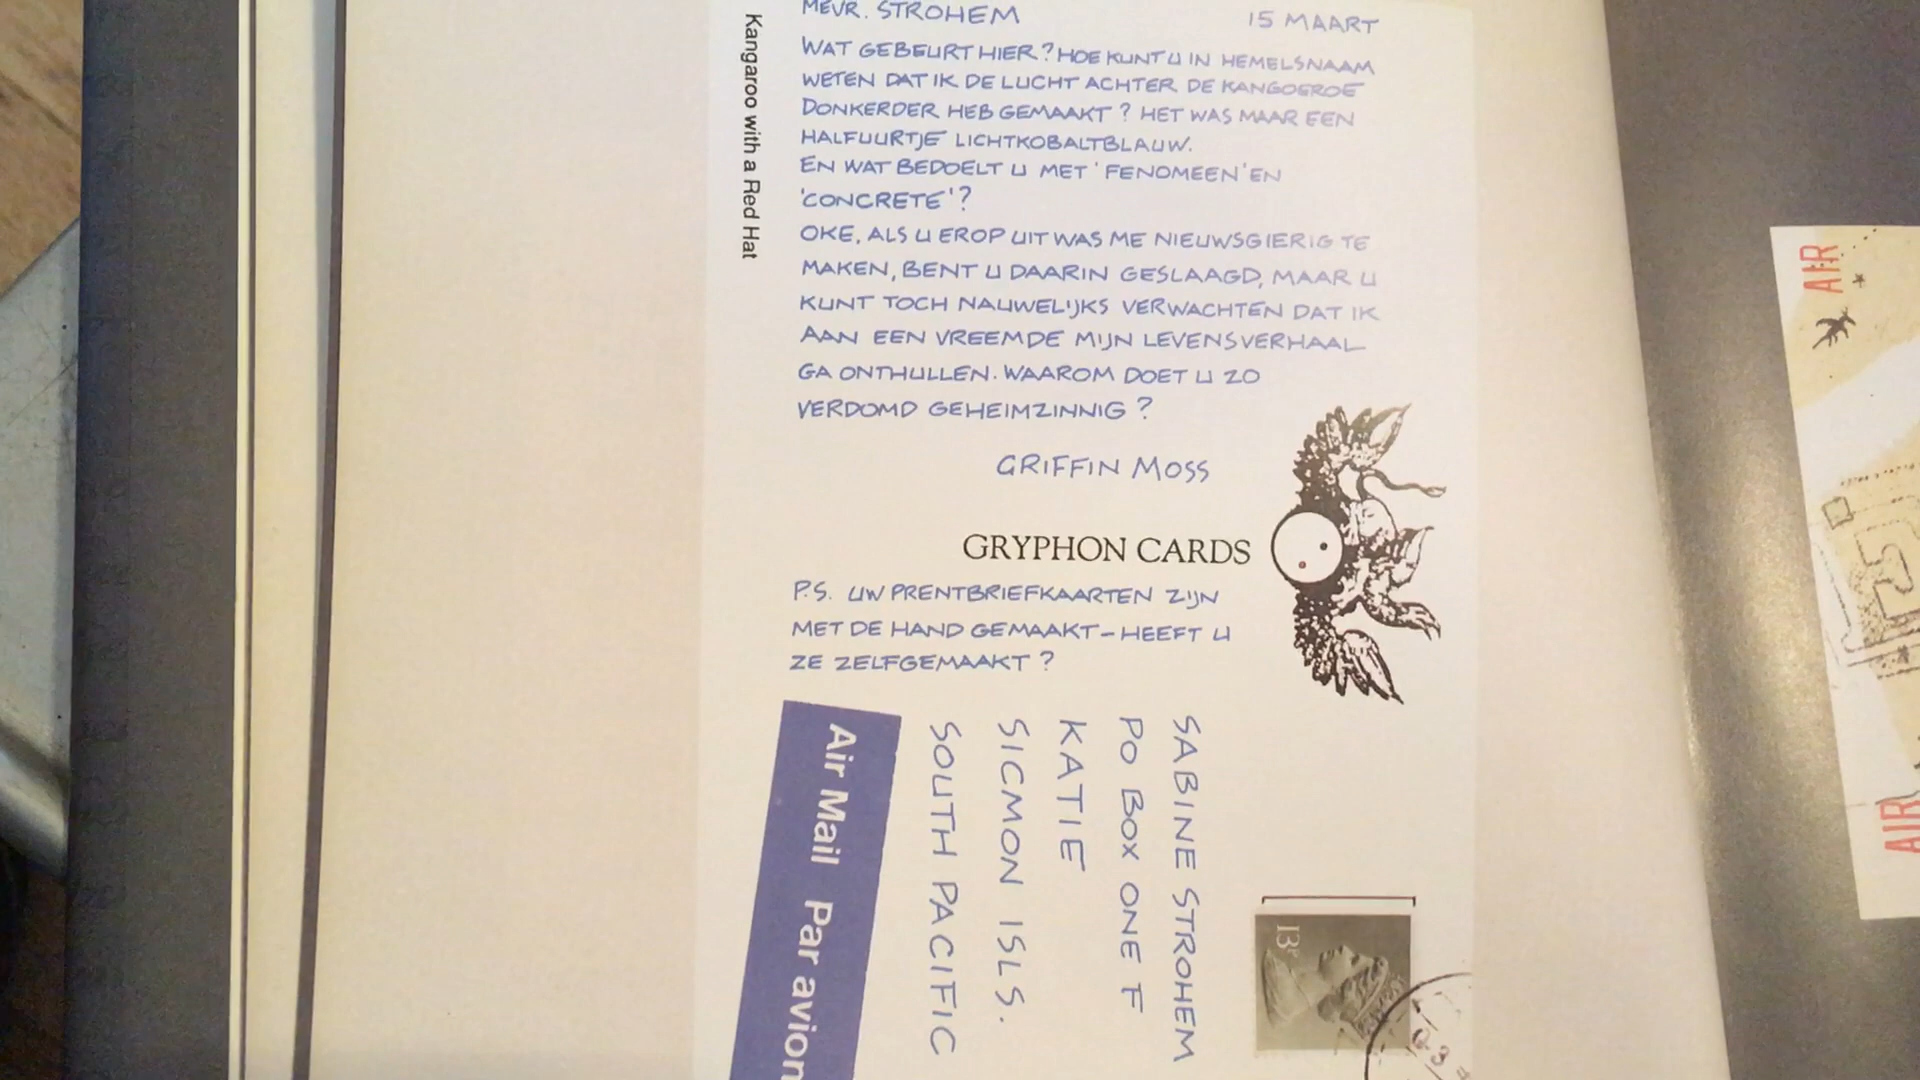 MEVR. STROHEM 15 MAART
WAT GEBEURT HIER? HOE KUNT U IN HEMELSNAAM
WETEN DAT IK DE LUCHT ACHTER DE KANGOEROE
DONKERDER HEB GEMAAKT? HET WAS MAAR EEN
HALFUURTJE LICHTKOBALTBLAUW.
EN WAT BEDOELT U MET 'FENOMEEN' EN
'CONCRETE'?
OKE, ALS U EROP UIT WAS ME NIEUWSGIERIG TE
MAKEN, BENT U DAARIN GESLAAGD, MAAR U
KUNT TOCH NAUWELIJKS VERWACHTEN DAT IK
AAN EEN VREEMDE MIJN LEVENSVERHAAL
GA ONTHULLEN. WAAROM DOET U ZO
VERDOMD GEHEIMZINNIG?
GRIFFIN MOSS
GRYPHON CARDS
P.S. UW PRENTBRIEFKAARTEN ZIJN
MET DE HAND GEMAAKT - HEEFT U
ZE ZELFGEMAAKT?
Kangaroo with a Red Hat
SABINE STROHEM
PO BOX ONE F
KATIE
SICMON ISLS.
SOUTH PACIFIC
Air Mail Par avion
13P
AIR
AIR